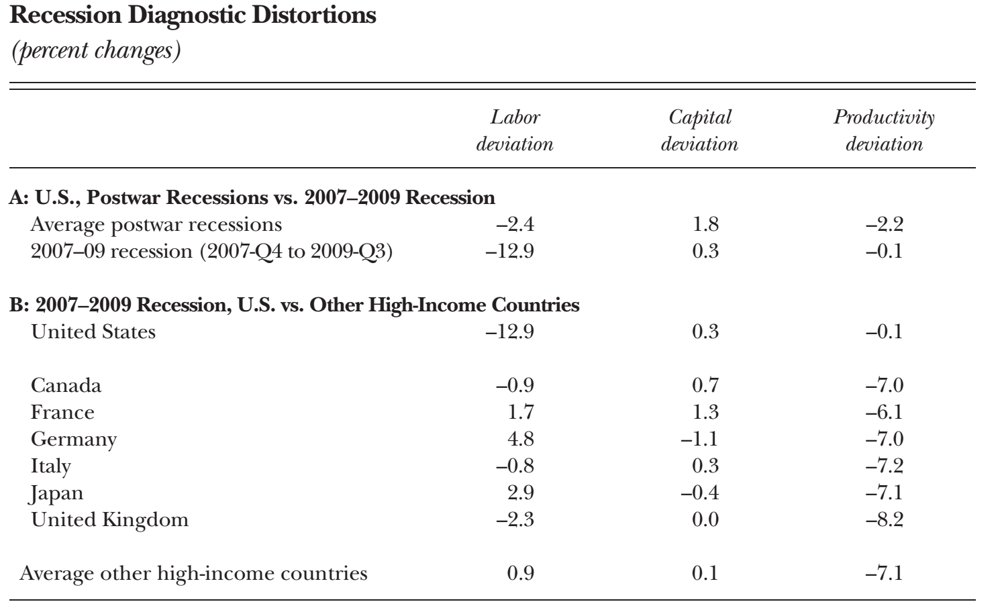 Recession Diagnostic Distortions
(percent changes)
Labor deviation Capital deviation Productivity deviation
A: U.S., Postwar Recessions vs. 2007–2009 Recession
Average postwar recessions –2.4 1.8 –2.2
2007–09 recession (2007-Q4 to 2009-Q3) –12.9 0.3 –0.1
B: 2007–2009 Recession, U.S. vs. Other High-Income Countries
United States –12.9 0.3 –0.1
Canada –0.9 0.7 –7.0
France 1.7 1.3 –6.1
Germany 4.8 –1.1 –7.0
Italy –0.8 0.3 –7.2
Japan 2.9 –0.4 –7.1
United Kingdom –2.3 0.0 –8.2
Average other high-income countries 0.9 0.1 –7.1